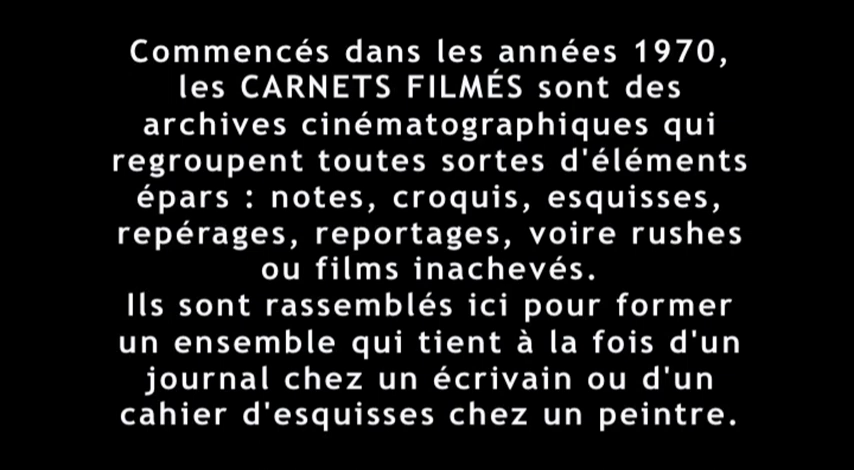 Commencés dans les années 1970,
les CARNETS FILMÉS sont des
archives cinématographiques qui
regroupent toutes sortes d'éléments
épars : notes, croquis, esquisses,
repérages, reportages, voire rushes
ou films inachevés.
Ils sont rassemblés ici pour former
un ensemble qui tient à la fois d'un
journal chez un écrivain ou d'un
cahier d'esquisses chez un peintre.